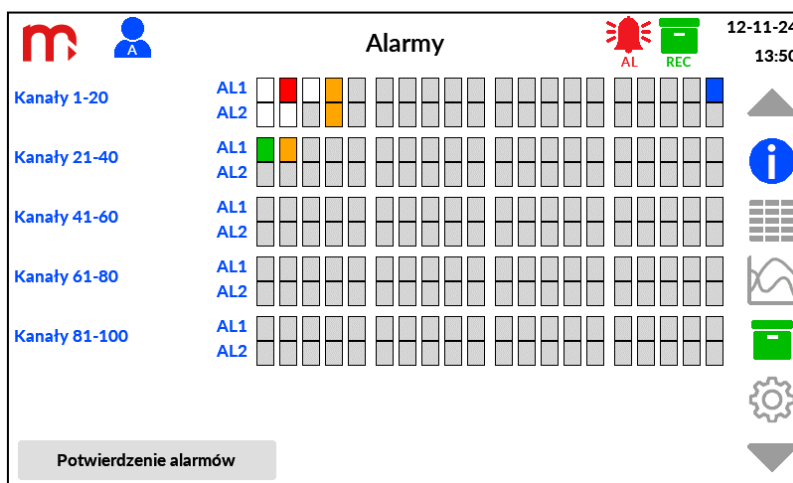 m
A
Alarmy
AL
REC
12-11-24
13:50
Kanały 1-20
AL1
AL2
Kanały 21-40
AL1
AL2
Kanały 41-60
AL1
AL2
Kanały 61-80
AL1
AL2
Kanały 81-100
AL1
AL2
i
Potwierdzenie alarmów